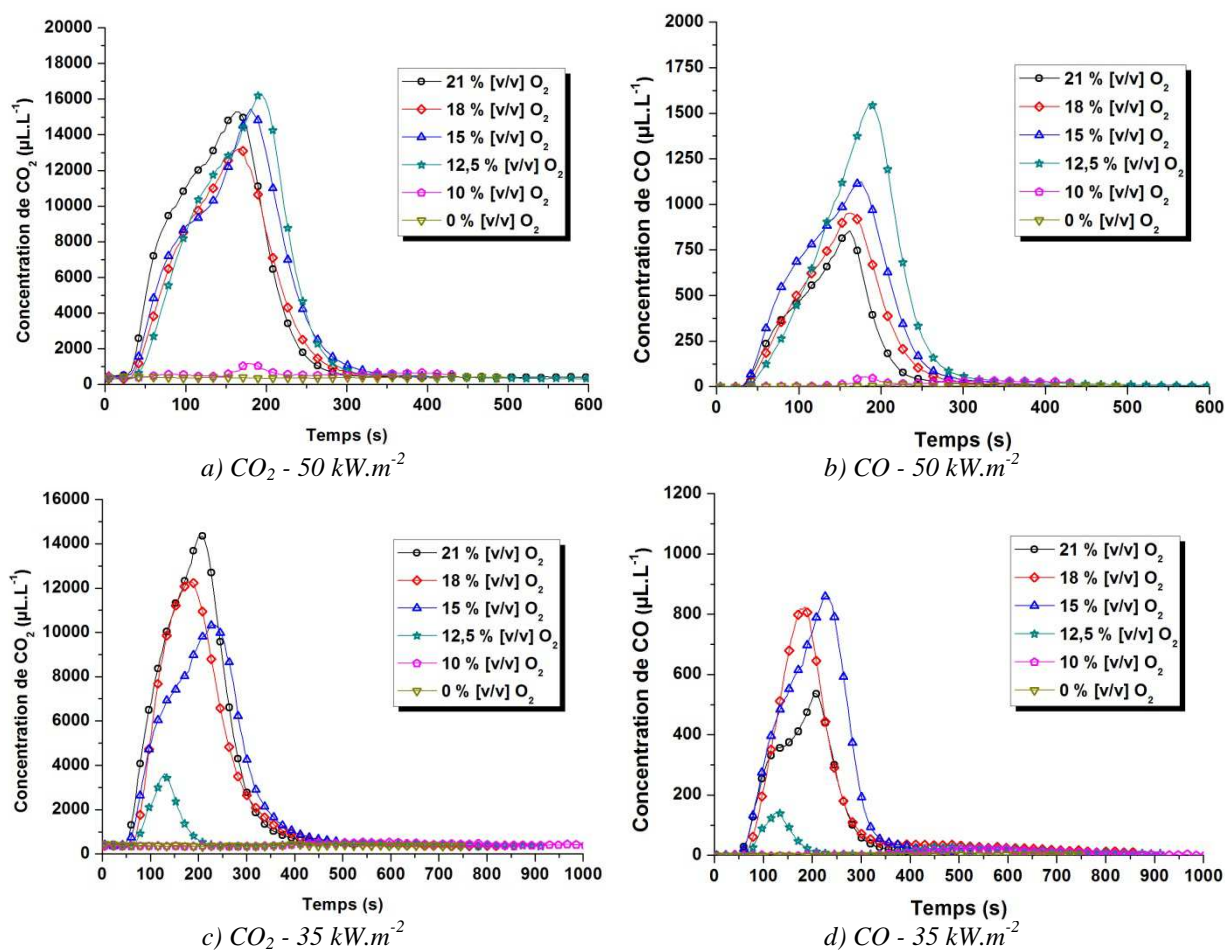 Concentration de CO₂ (µL.L⁻¹)
20000
18000
16000
14000
12000
10000
8000
6000
4000
2000
0
0 100 200 300 400 500 600
Temps (s)
21 % [v/v] O₂
18 % [v/v] O₂
15 % [v/v] O₂
12,5 % [v/v] O₂
10 % [v/v] O₂
0 % [v/v] O₂
a) CO₂ - 50 kW.m⁻²
Concentration de CO (µL.L⁻¹)
2000
1750
1500
1250
1000
750
500
250
0
0 100 200 300 400 500 600
Temps (s)
21 % [v/v] O₂
18 % [v/v] O₂
15 % [v/v] O₂
12,5 % [v/v] O₂
10 % [v/v] O₂
0 % [v/v] O₂
b) CO - 50 kW.m⁻²
Concentration de CO₂ (µL.L⁻¹)
16000
14000
12000
10000
8000
6000
4000
2000
0
0 100 200 300 400 500 600 700 800 900 1000
Temps (s)
21 % [v/v] O₂
18 % [v/v] O₂
15 % [v/v] O₂
12,5 % [v/v] O₂
10 % [v/v] O₂
0 % [v/v] O₂
c) CO₂ - 35 kW.m⁻²
Concentration de CO (µL.L⁻¹)
1200
1000
800
600
400
200
0
0 100 200 300 400 500 600 700 800 900 1000
Temps (s)
21 % [v/v] O₂
18 % [v/v] O₂
15 % [v/v] O₂
12,5 % [v/v] O₂
10 % [v/v] O₂
0 % [v/v] O₂
d) CO - 35 kW.m⁻²